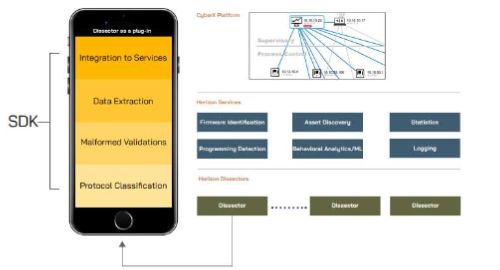 Dissector as a plug-in
Integration to Services
Data Extraction
Malformed Validations
Protocol Classification
SDK
CyberX Platform
Supervisory
Process Control
Horizon Services
Firmware Identification
Asset Discovery
Statistics
Programming Detection
Behavioral Analytics/ML
Logging
Horizon Dissectors
Dissector
Dissector
Dissector